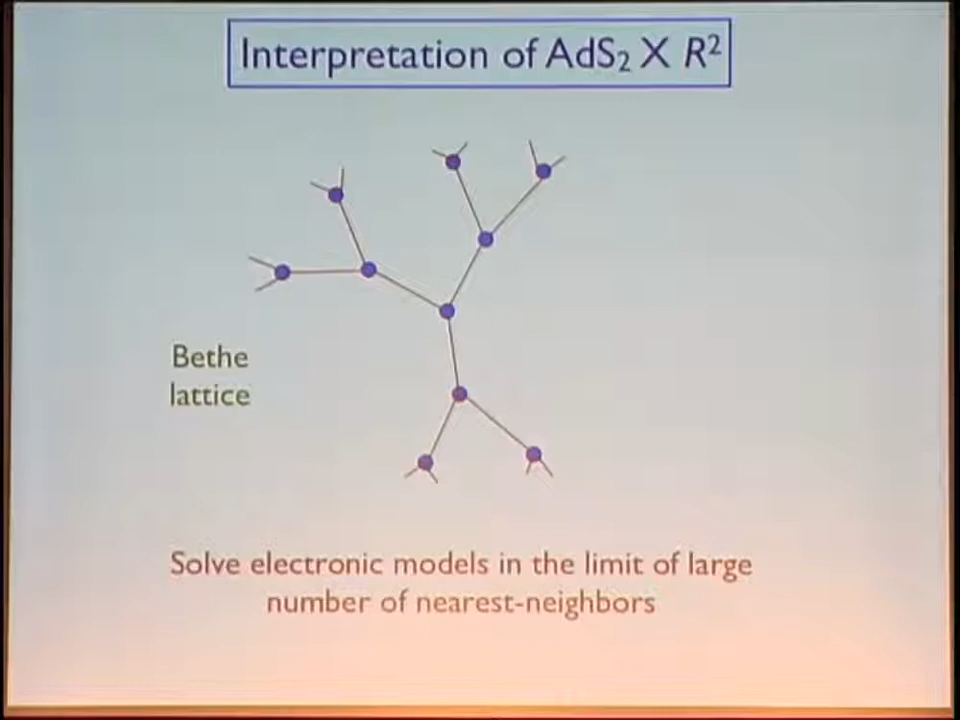 Interpretation of AdS₂ X R²
Bethe
lattice
Solve electronic models in the limit of large
number of nearest-neighbors